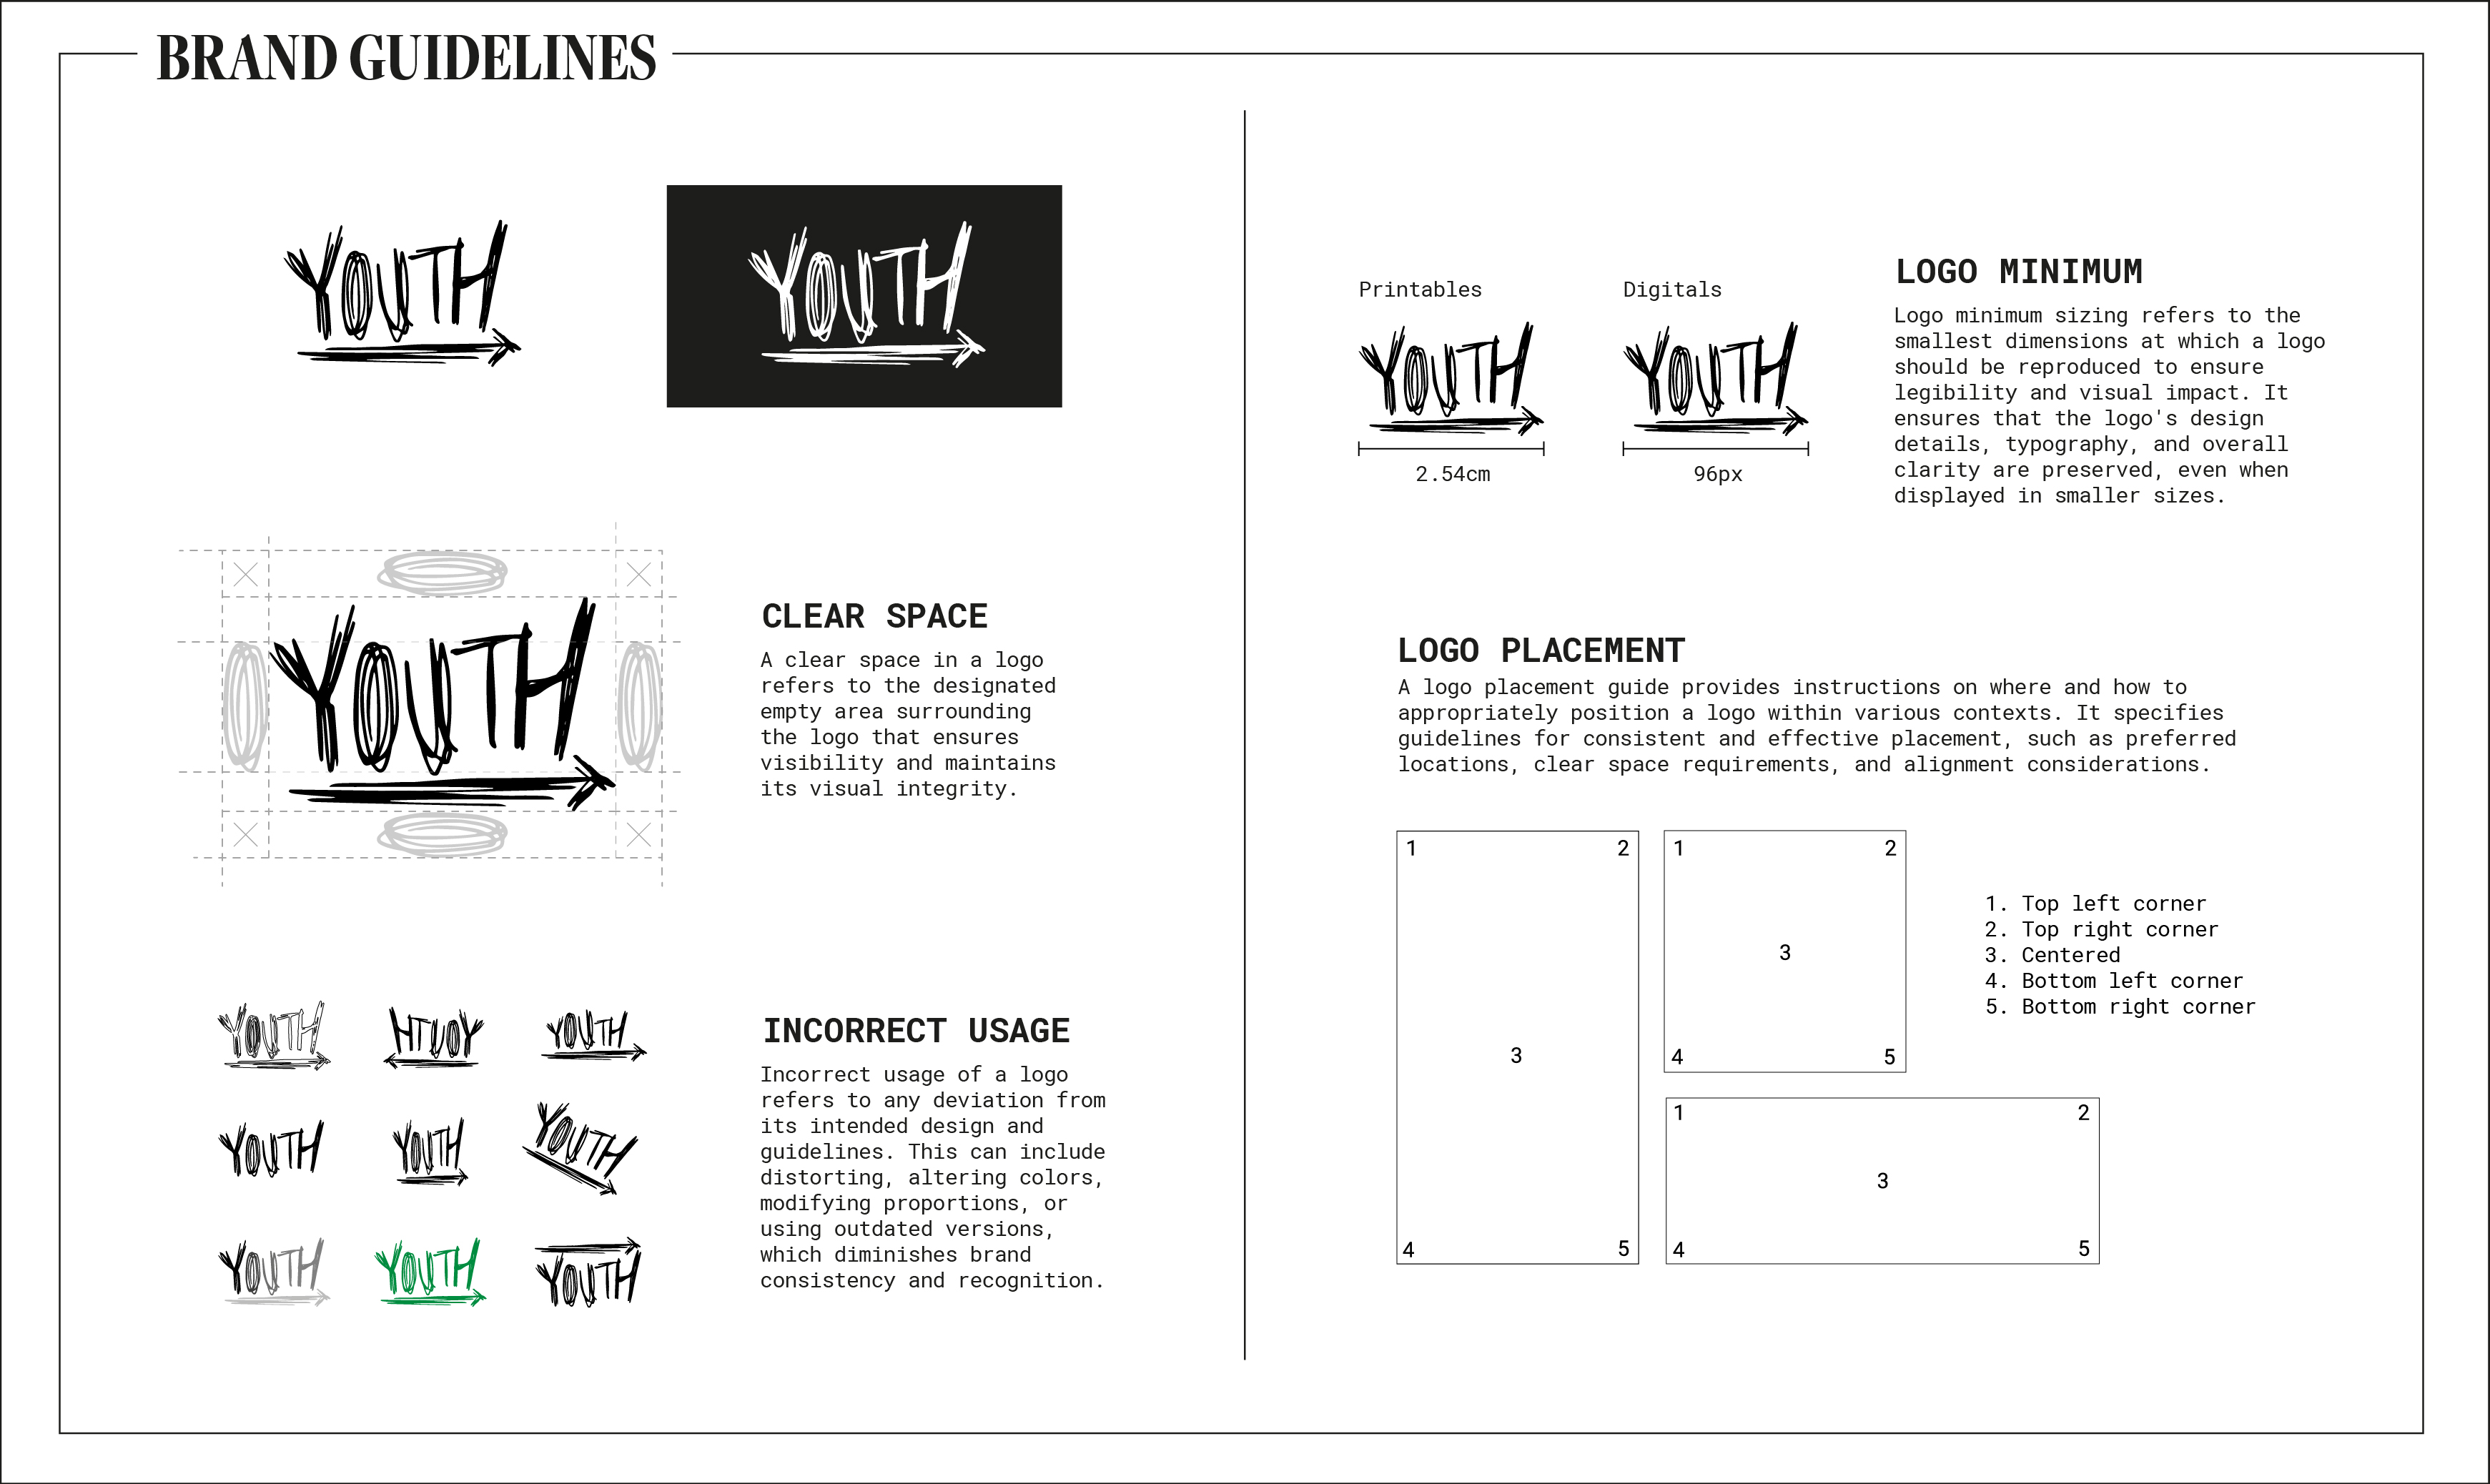 BRAND GUIDELINES
YOUTH
YOUTH
CLEAR SPACE
YOUTH
A clear space in a logo
refers to the designated
empty area surrounding
the logo that ensures
visibility and maintains
its visual integrity.
INCORRECT USAGE
YOUTH
YOUTH
YOUTH
YOUTH
YOUTH
YOUTH
YOUTH
YOUTH
YOUTH
Incorrect usage of a logo
refers to any deviation from
its intended design and
guidelines. This can include
distorting, altering colors,
modifying proportions, or
using outdated versions,
which diminishes brand
consistency and recognition.
Printables
YOUTH
2.54cm
Digitals
YOUTH
96px
LOGO MINIMUM
Logo minimum sizing refers to the
smallest dimensions at which a logo
should be reproduced to ensure
legibility and visual impact. It
ensures that the logo's design
details, typography, and overall
clarity are preserved, even when
displayed in smaller sizes.
LOGO PLACEMENT
A logo placement guide provides instructions on where and how to
appropriately position a logo within various contexts. It specifies
guidelines for consistent and effective placement, such as preferred
locations, clear space requirements, and alignment considerations.
1 2
3
4 5
1 2
3
4 5
1 2
3
4 5
1. Top left corner
2. Top right corner
3. Centered
4. Bottom left corner
5. Bottom right corner